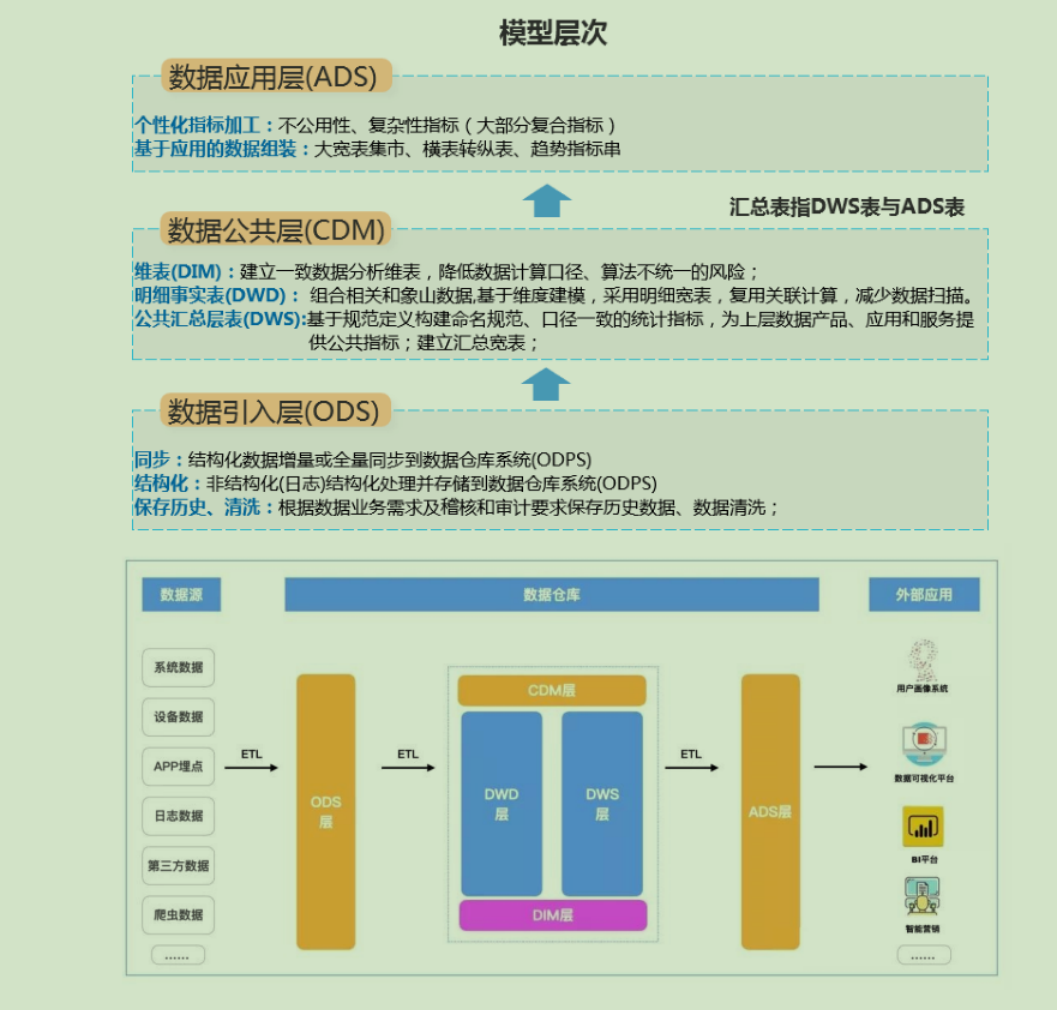 模型层次
数据应用层(ADS)
个性化指标加工：不公用性、复杂性指标（大部分复合指标）
基于应用的数据组装：大宽表集市、横表转纵表、趋势指标串
汇总表指DWS表与ADS表
数据公共层(CDM)
维表(DIM)：建立一致数据分析维表，降低数据计算口径、算法不统一的风险；
明细事实表(DWD)： 组合相关和象山数据,基于维度建模，采用明细宽表，复用关联计算，减少数据扫描。
公共汇总层表(DWS):基于规范定义构建命名规范、口径一致的统计指标，为上层数据产品、应用和服务提
供公共指标；建立汇总宽表；
数据引入层(ODS)
同步：结构化数据增量或全量同步到数据仓库系统(ODPS)
结构化：非结构化(日志)结构化处理并存储到数据仓库系统(ODPS)
保存历史、清洗：根据数据业务需求及稽核和审计要求保存历史数据、数据清洗；
数据源
数据仓库
外部应用
系统数据
设备数据
APP埋点
日志数据
第三方数据
爬虫数据
......
ETL
ODS
层
ETL
CDM层
DWD
层
DWS
层
DIM层
ETL
ADS层
用户画像系统
数据可视化平台
BI平台
智能营销
......